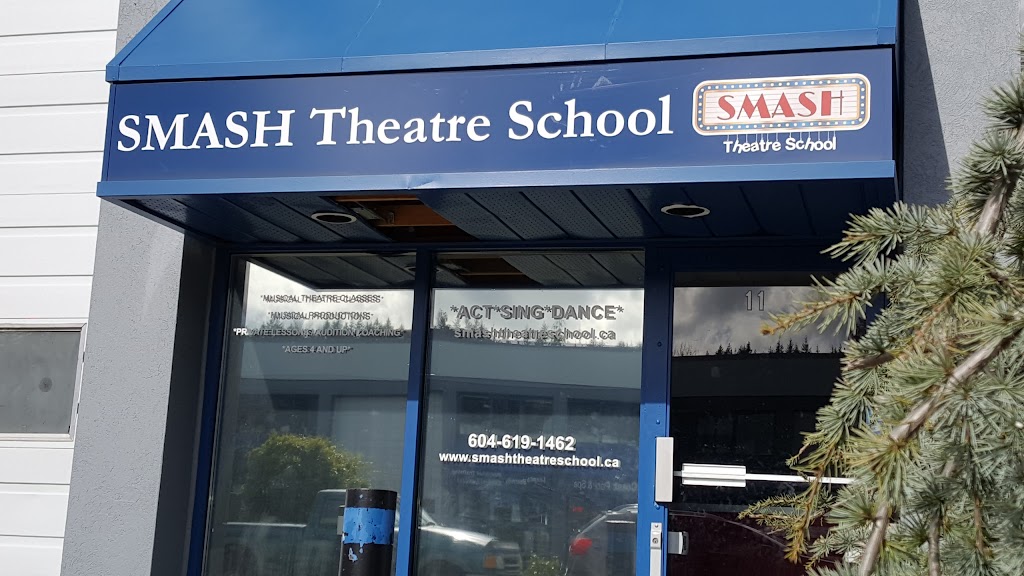 SMASH Theatre School
SMASH
Theatre School
*MUSICAL THEATRE CLASSES*
*MUSICAL PRODUCTIONS*
*PRIVATE LESSONS & AUDITION COACHING*
*AGES 4 AND UP*
*ACT*SING*DANCE*
smashtheatreschool.ca
604-619-1462
www.smashtheatreschool.ca
11